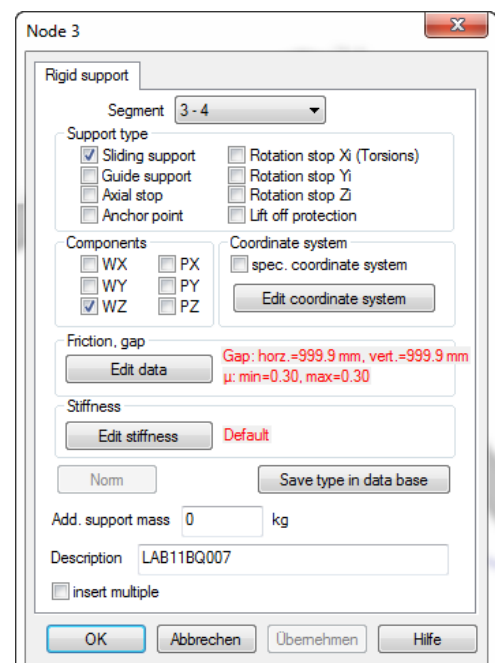 Node 3
Rigid support
Segment 3 - 4
Support type
Sliding support Rotation stop Xi (Torsions)
Guide support Rotation stop Yi
Axial stop Rotation stop Zi
Anchor point Lift off protection
Components Coordinate system
WX PX spec. coordinate system
WY PY
WZ PZ Edit coordinate system
Friction, gap
Edit data Gap: horz.=999.9 mm, vert.=999.9 mm
µ: min=0.30, max=0.30
Stiffness
Edit stiffness Default
Norm Save type in data base
Add. support mass 0 kg
Description LAB11BQ007
insert multiple
OK Abbrechen Übernehmen Hilfe